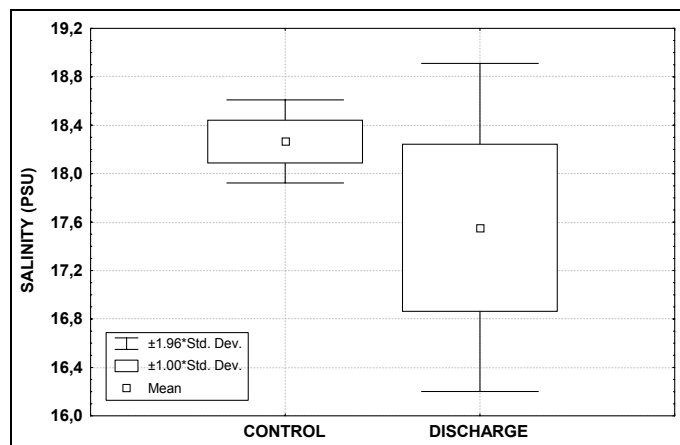 19,2
18,8
18,4
18,0
17,6
17,2
16,8
16,4
16,0
SALINITY (PSU)
±1.96*Std. Dev.
±1.00*Std. Dev.
Mean
CONTROL DISCHARGE